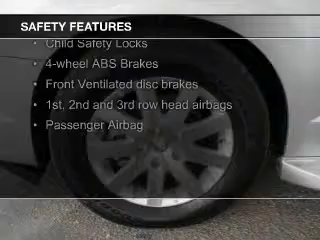 SAFETY FEATURES
• Child Safety Locks
• 4-wheel ABS Brakes
• Front Ventilated disc brakes
• 1st, 2nd and 3rd row head airbags
• Passenger Airbag